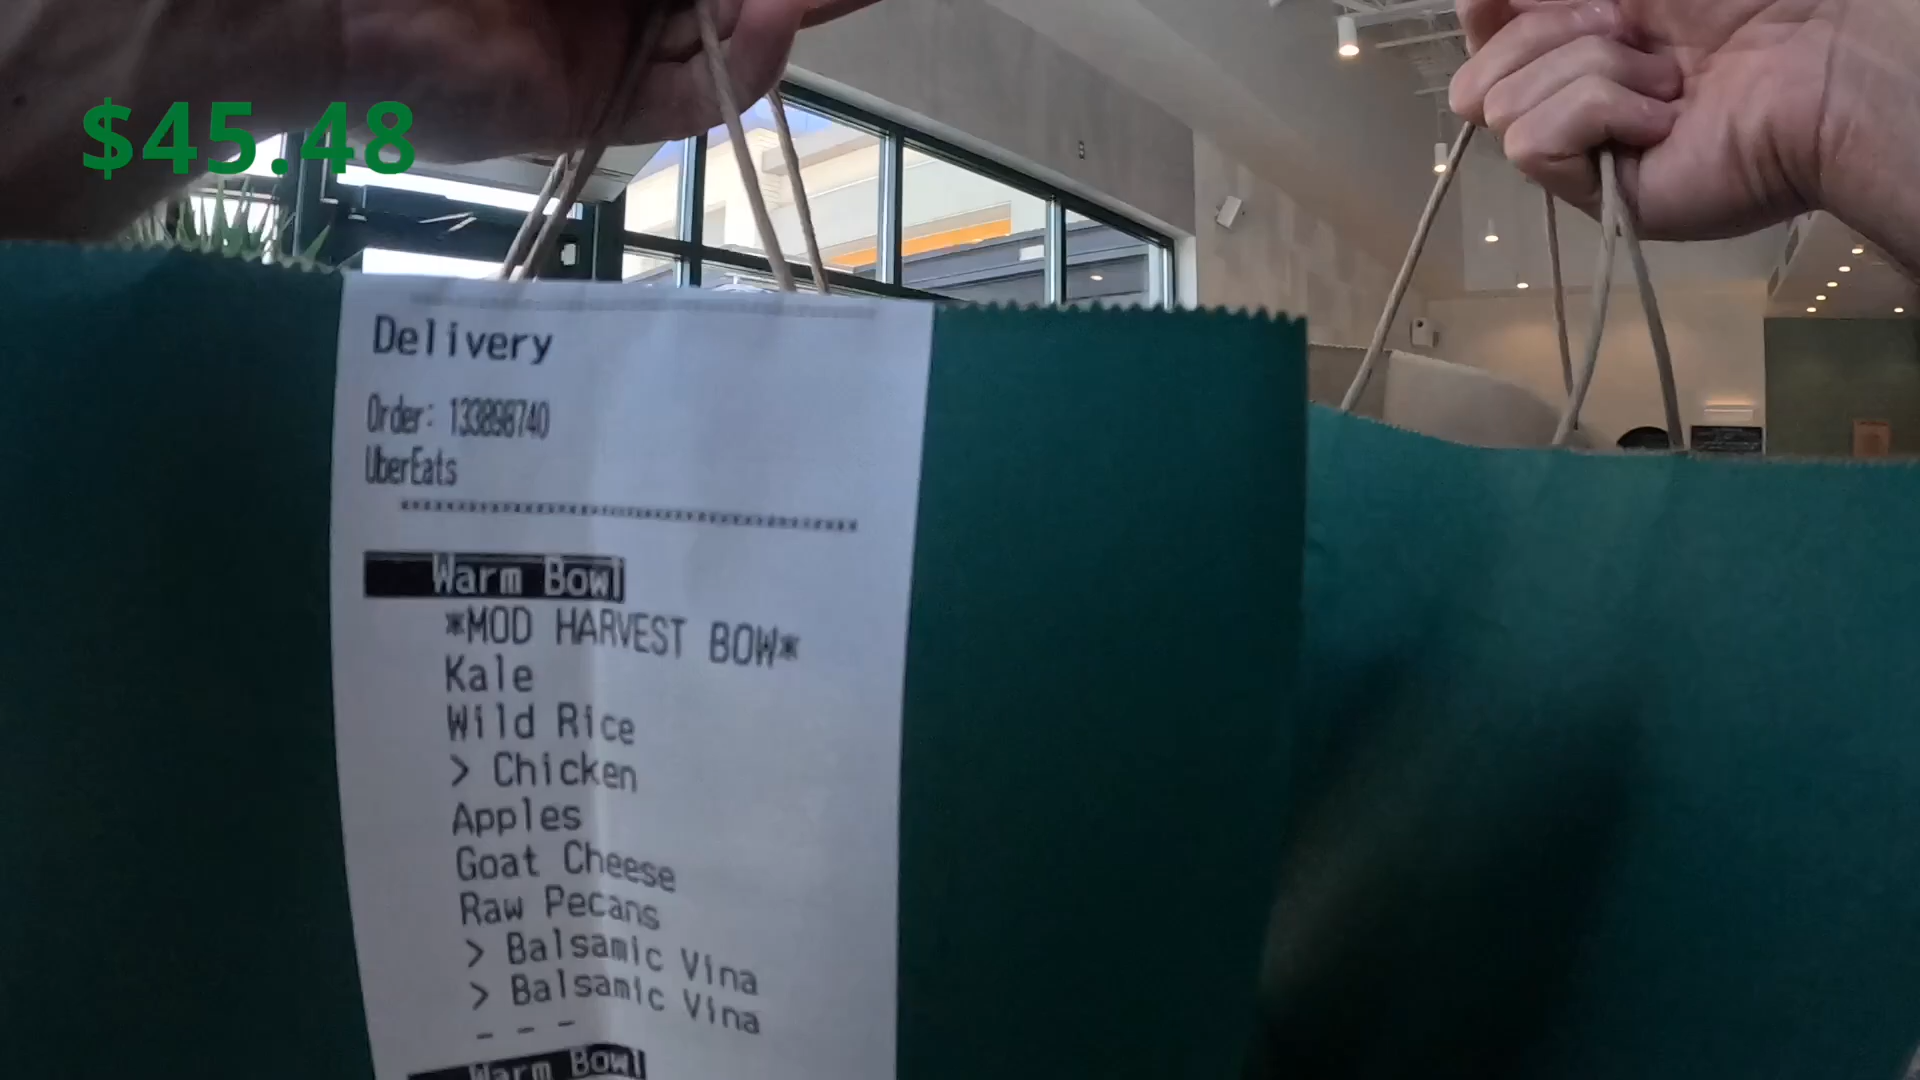 $45.48
Delivery
Order: 133898740
UberEats
Warm Bowl
*MOD HARVEST BOW*
Kale
Wild Rice
> Chicken
Apples
Goat Cheese
Raw Pecans
> Balsamic Vina
> Balsamic Vina
- - -
Warm Bowl